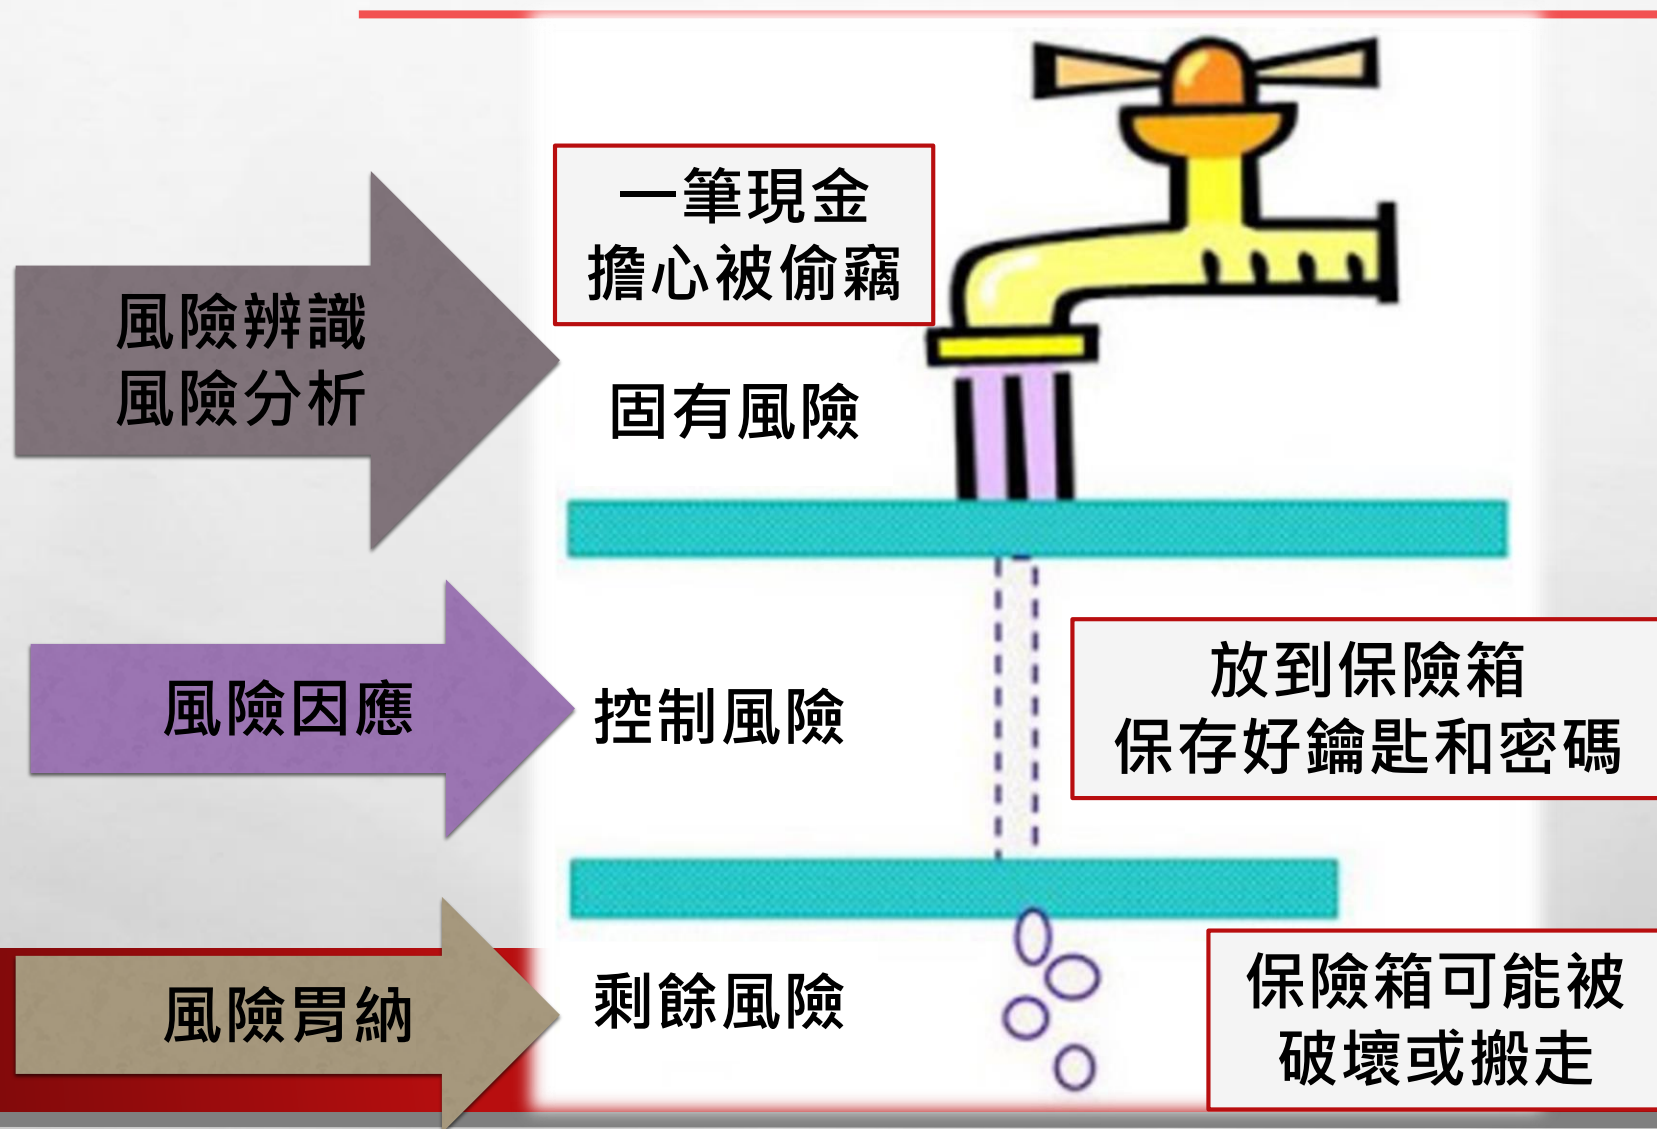 一筆現金
擔心被偷竊
風險辨識
風險分析
固有風險
風險因應
控制風險
放到保險箱
保存好鑰匙和密碼
風險胃納
剩餘風險
保險箱可能被
破壞或搬走